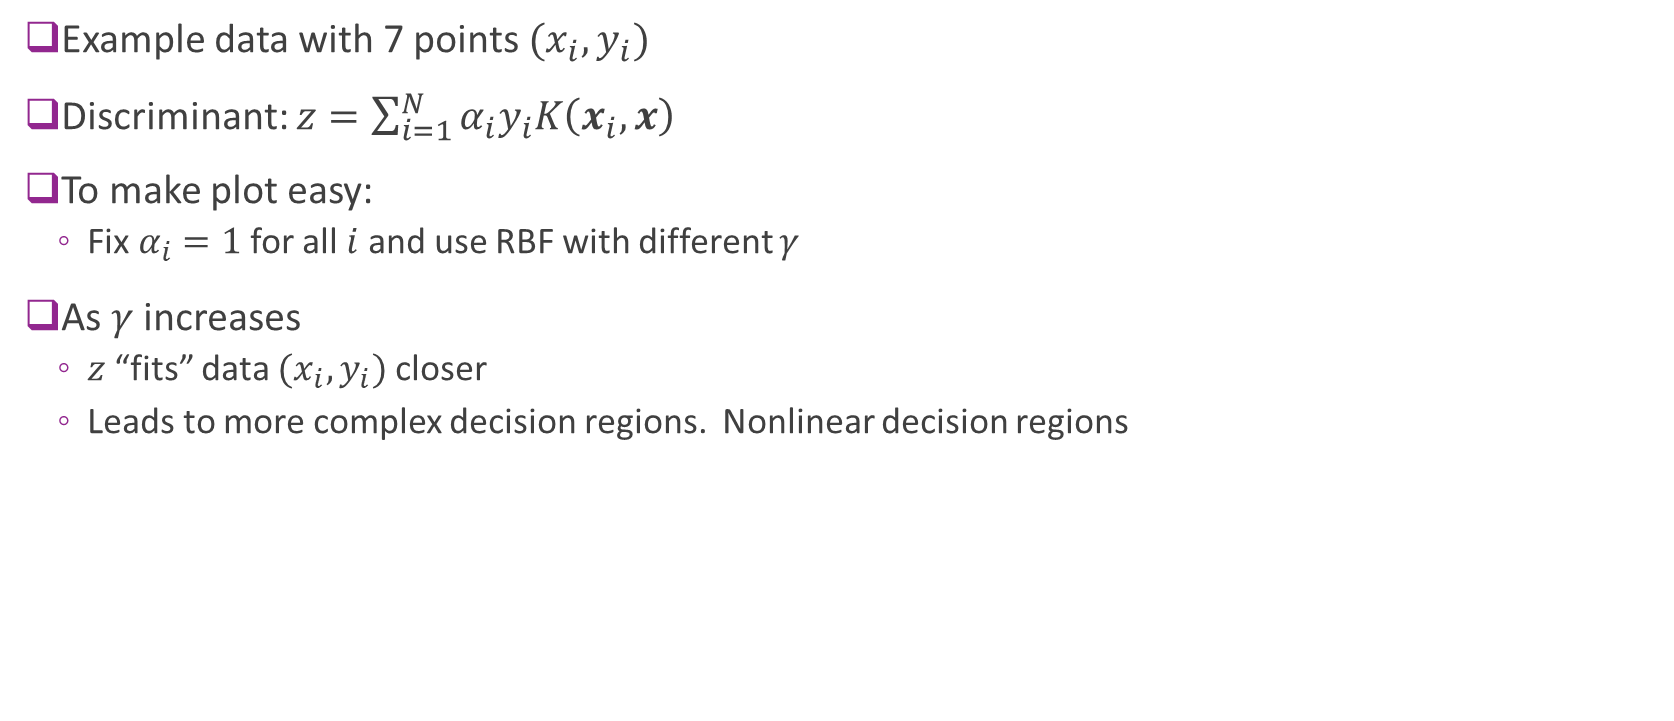 ❑Example data with 7 points (xᵢ, yᵢ)
❑Discriminant: z = ∑ᵢ₌₁ᴺ αᵢyᵢK(𝒙ᵢ, 𝒙)
❑To make plot easy:
◦ Fix αᵢ = 1 for all i and use RBF with different γ
❑As γ increases
◦ z “fits” data (xᵢ, yᵢ) closer
◦ Leads to more complex decision regions.  Nonlinear decision regions